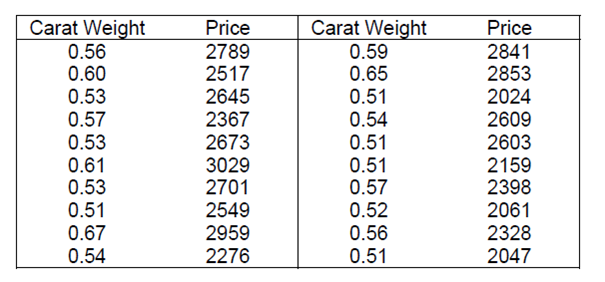 Carat Weight Price Carat Weight Price
0.56 2789 0.59 2841
0.60 2517 0.65 2853
0.53 2645 0.51 2024
0.57 2367 0.54 2609
0.53 2673 0.51 2603
0.61 3029 0.51 2159
0.53 2701 0.57 2398
0.51 2549 0.52 2061
0.67 2959 0.56 2328
0.54 2276 0.51 2047